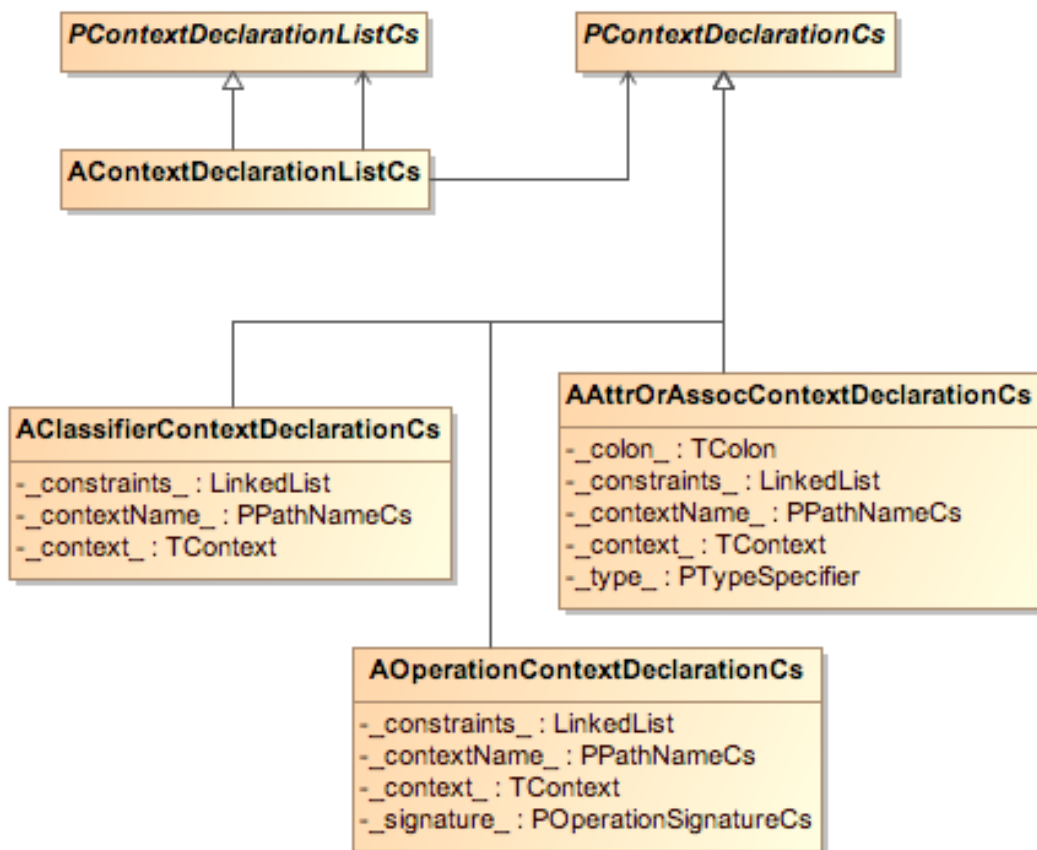 PContextDeclarationListCs
PContextDeclarationCs
AContextDeclarationListCs
AClassifierContextDeclarationCs
-_constraints_ : LinkedList
-_contextName_ : PPathNameCs
-_context_ : TContext
AAttrOrAssocContextDeclarationCs
-_colon_ : TColon
-_constraints_ : LinkedList
-_contextName_ : PPathNameCs
-_context_ : TContext
-_type_ : PTypeSpecifier
AOperationContextDeclarationCs
-_constraints_ : LinkedList
-_contextName_ : PPathNameCs
-_context_ : TContext
-_signature_ : POperationSignatureCs